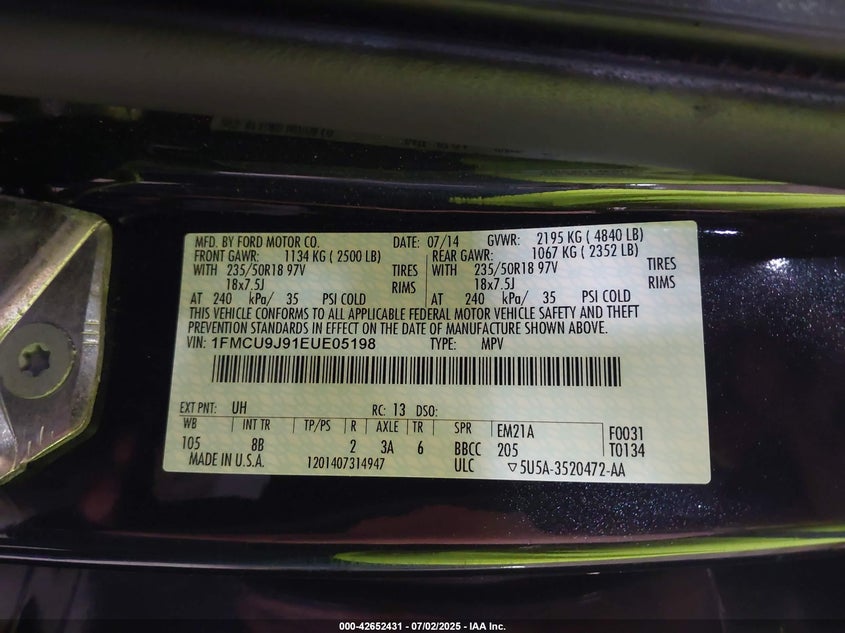 MFD. BY FORD MOTOR CO. DATE: 07/14 GVWR: 2195 KG ( 4840 LB)
FRONT GAWR: 1134 KG ( 2500 LB) REAR GAWR: 1067 KG ( 2352 LB)
WITH 235/50R18 97V TIRES WITH 235/50R18 97V TIRES
18x7.5J RIMS 18x7.5J RIMS
AT 240 kPa/ 35 PSI COLD AT 240 kPa/ 35 PSI COLD
THIS VEHICLE CONFORMS TO ALL APPLICABLE FEDERAL MOTOR VEHICLE SAFETY AND THEFT
PREVENTION STANDARDS IN EFFECT ON THE DATE OF MANUFACTURE SHOWN ABOVE.
VIN: 1FMCU9J91EUE05198 TYPE: MPV
EXT PNT: UH RC: 13 DSO:
WB INT TR TP/PS R AXLE TR SPR EM21A F0031
105 8B 2 3A 6 BBCC 205 T0134
MADE IN U.S.A. 1201407314947 ULC ▽5U5A-3520472-AA
000-42652431 - 07/02/2025 - IAA Inc.